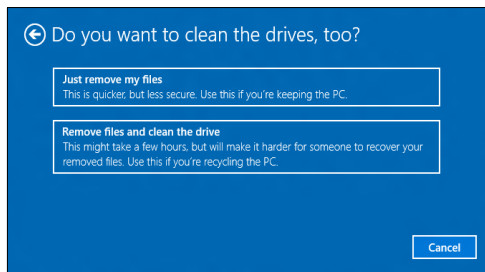 Do you want to clean the drives, too?
Just remove my files
This is quicker, but less secure. Use this if you're keeping the PC.
Remove files and clean the drive
This might take a few hours, but will make it harder for someone to recover your
removed files. Use this if you're recycling the PC.
Cancel